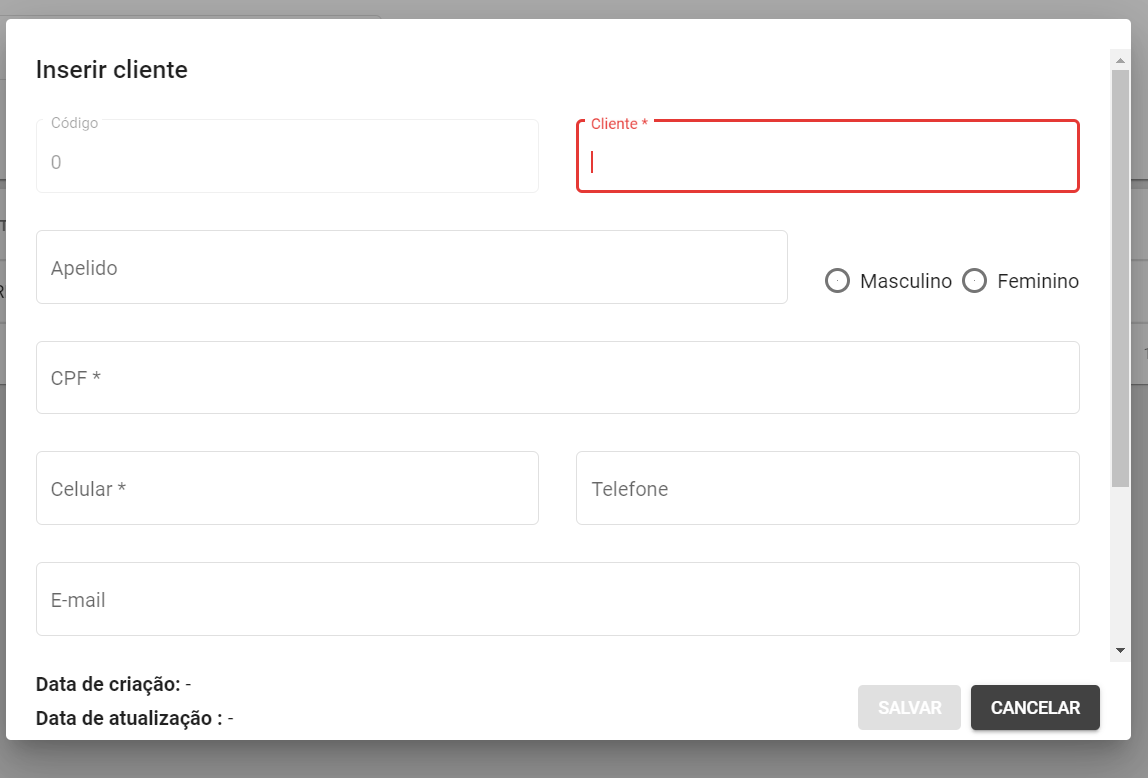 Inserir cliente
Código
0
Cliente *
Apelido
Masculino
Feminino
CPF *
Celular *
Telefone
E-mail
Data de criação: -
Data de atualização : -
SALVAR
CANCELAR